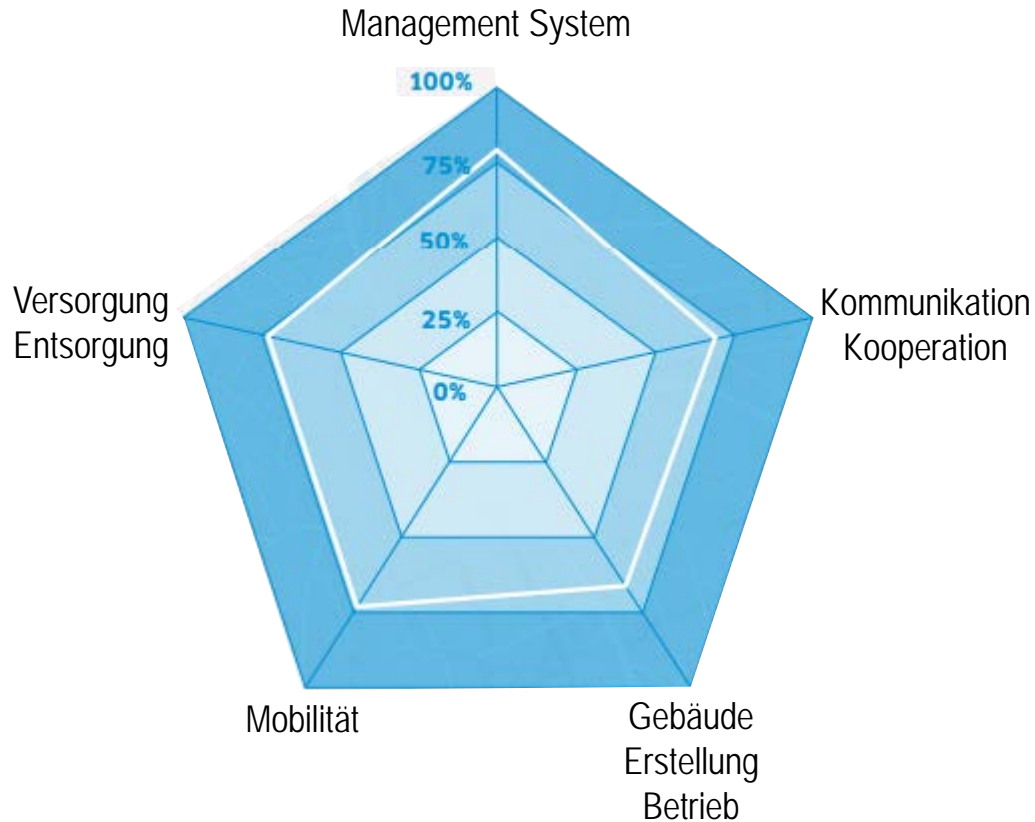 Management System
100%
75%
50%
25%
0%
Versorgung
Entsorgung
Kommunikation
Kooperation
Mobilität
Gebäude
Erstellung
Betrieb